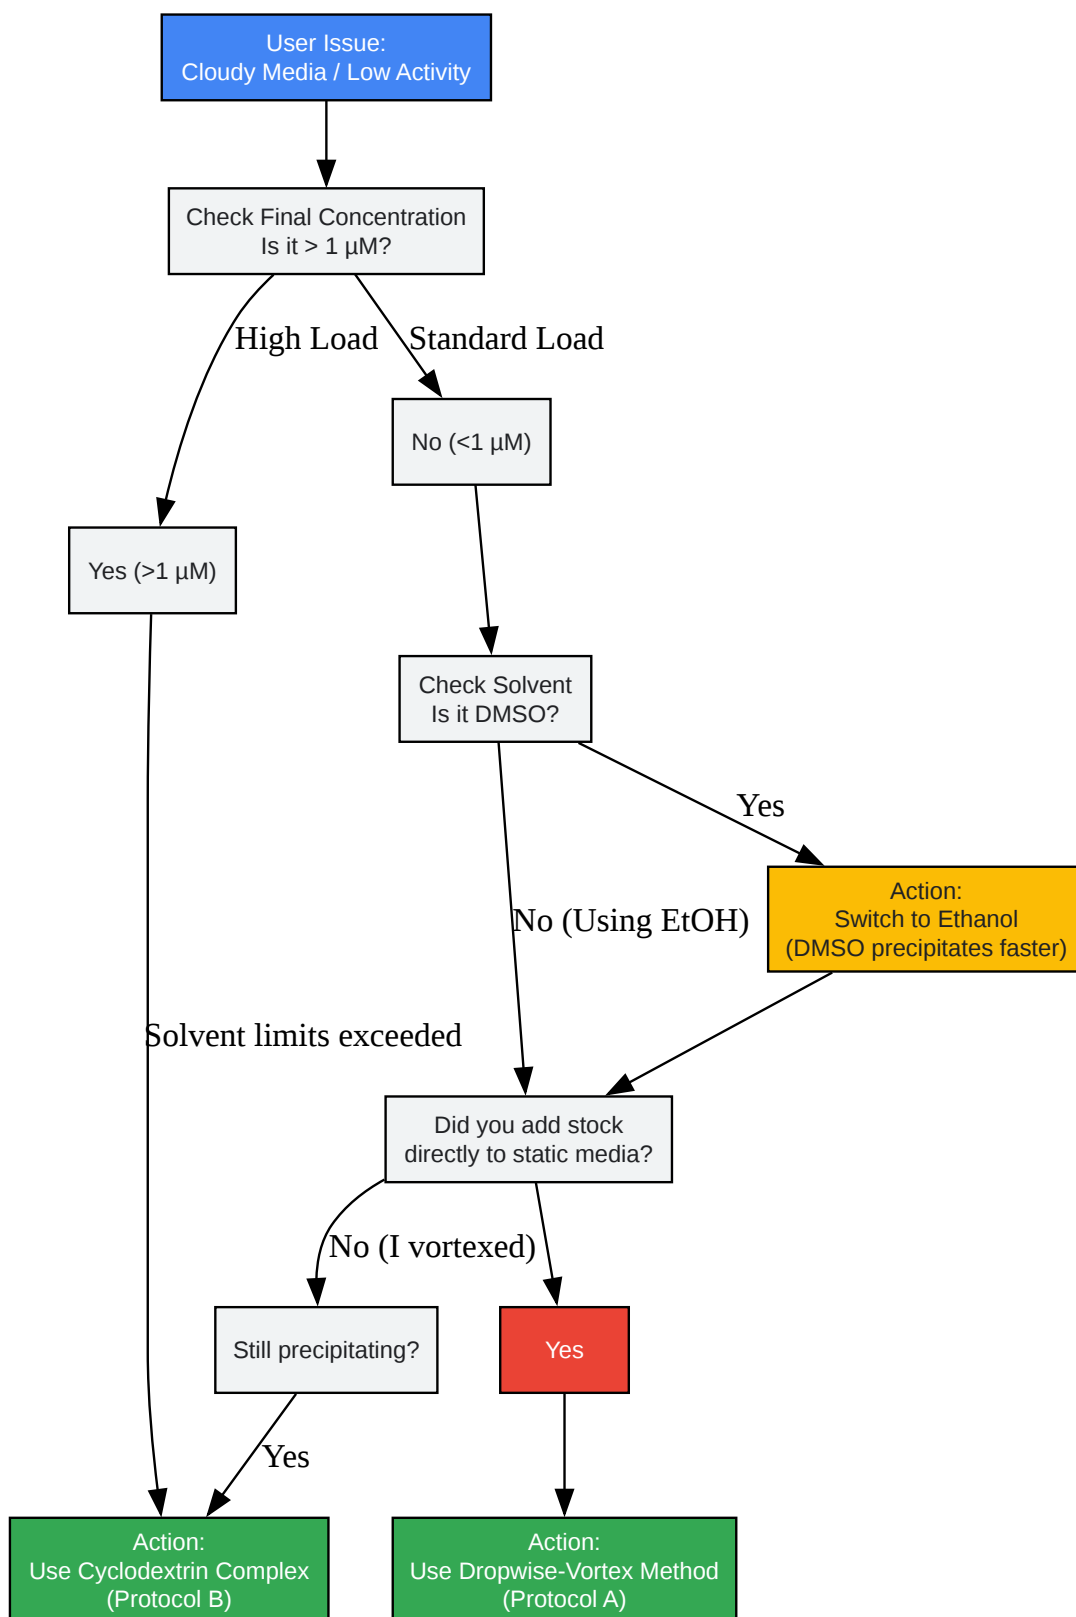 User Issue:
Cloudy Media / Low Activity
Check Final Concentration
Is it > 1 µM?
High Load
Standard Load
No (<1 µM)
Yes (>1 µM)
Check Solvent
Is it DMSO?
Yes
Action:
Switch to Ethanol
(DMSO precipitates faster)
No (Using EtOH)
Solvent limits exceeded
Did you add stock
directly to static media?
No (I vortexed)
Still precipitating?
Yes
Yes
Action:
Use Cyclodextrin Complex
(Protocol B)
Action:
Use Dropwise-Vortex Method
(Protocol A)